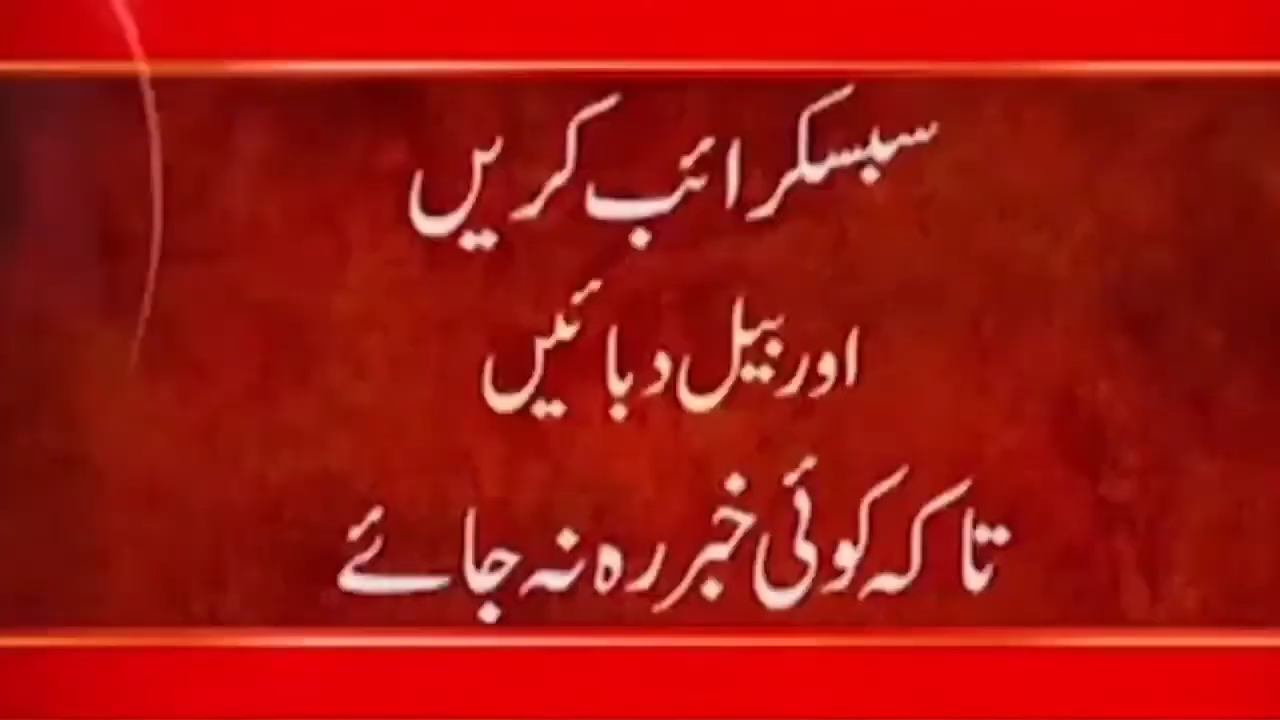 سبسکرائب کریں
اور بیل دبائیں
تاکہ کوئی خبر رہ نہ جائے